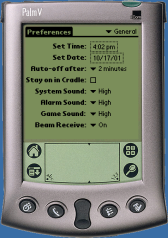 Palm V
Preferences ▼ General
Set Time: 4:02 pm
Set Date: 10/17/01
Auto-off after: ▼ 2 minutes
Stay on in Cradle:
System Sound: ▼ High
Alarm Sound: ▼ High
Game Sound: ▼ High
Beam Receive: ▼ On